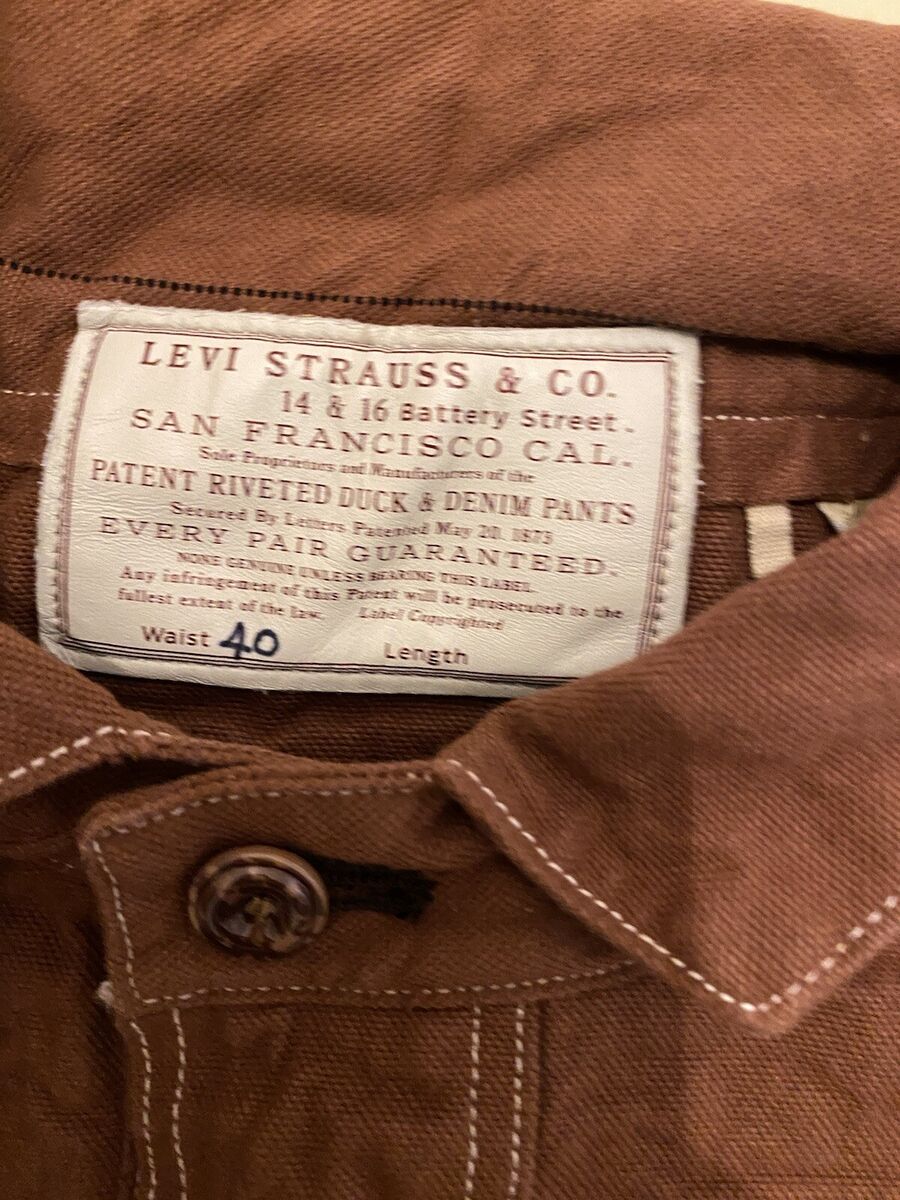 LEVI STRAUSS & CO.
14 & 16 Battery Street.
SAN FRANCISCO CAL.
Sole Proprietors and Manufacturers of the
PATENT RIVETED DUCK & DENIM PANTS
Secured By Letters Patented May 20, 1873
EVERY PAIR GUARANTEED.
NONE GENUINE UNLESS BEARING THIS LABEL.
Any infringement of this Patent will be prosecuted to the
fullest extent of the law. Label Copyrighted
Waist 40 Length